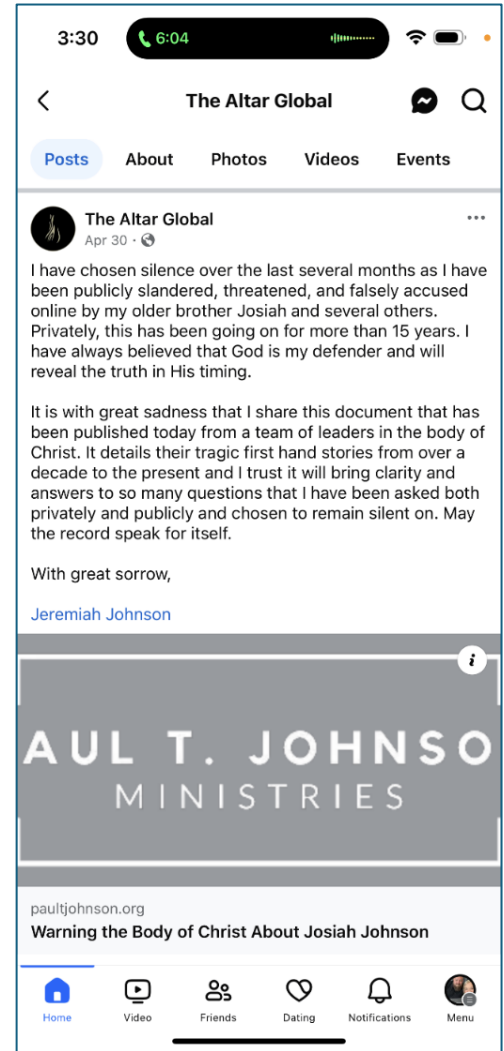 3:30
6:04
The Altar Global
Posts About Photos Videos Events
The Altar Global
Apr 30 ·
I have chosen silence over the last several months as I have
been publicly slandered, threatened, and falsely accused
online by my older brother Josiah and several others.
Privately, this has been going on for more than 15 years. I
have always believed that God is my defender and will
reveal the truth in His timing.
It is with great sadness that I share this document that has
been published today from a team of leaders in the body of
Christ. It details their tragic first hand stories from over a
decade to the present and I trust it will bring clarity and
answers to so many questions that I have been asked both
privately and publicly and chosen to remain silent on. May
the record speak for itself.
With great sorrow,
Jeremiah Johnson
AUL T. JOHNSO
MINISTRIES
paultjohnson.org
Warning the Body of Christ About Josiah Johnson
Home Video Friends Dating Notifications Menu